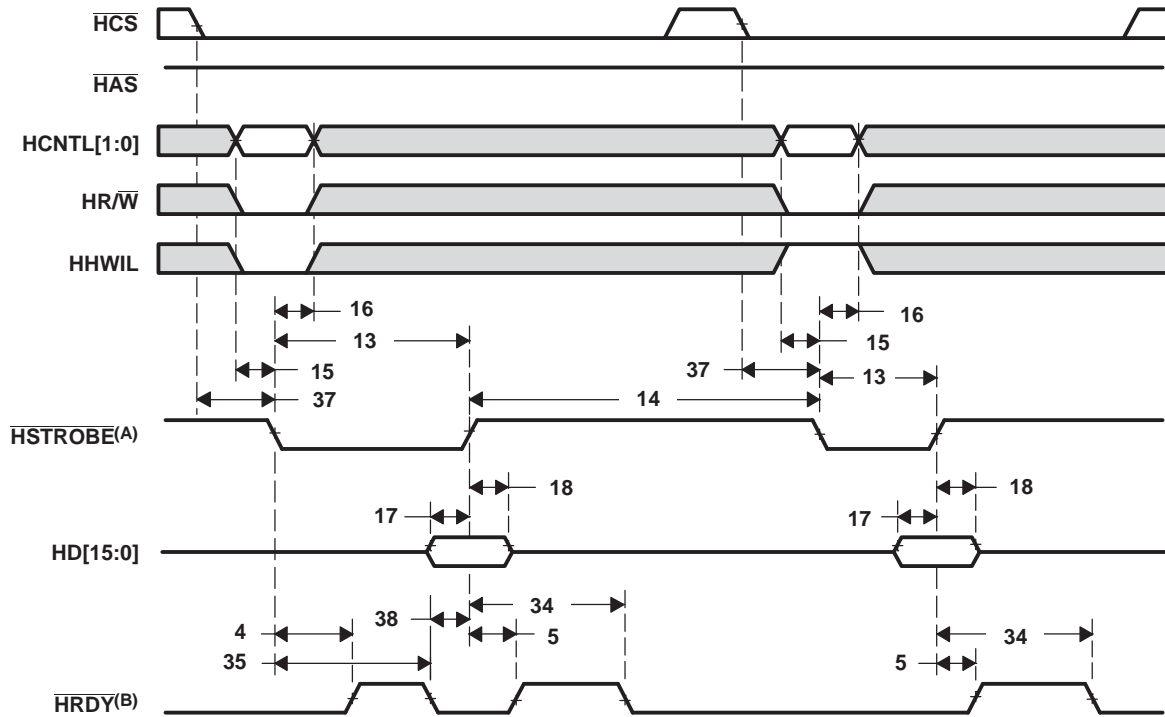 HCS
HAS
HCNTL[1:0]
HR/W
HHWIL
16
16
13
15
15
37
13
37
14
HSTROBE(A)
18
18
17
17
HD[15:0]
34
38
4
5
34
35
5
HRDY(B)